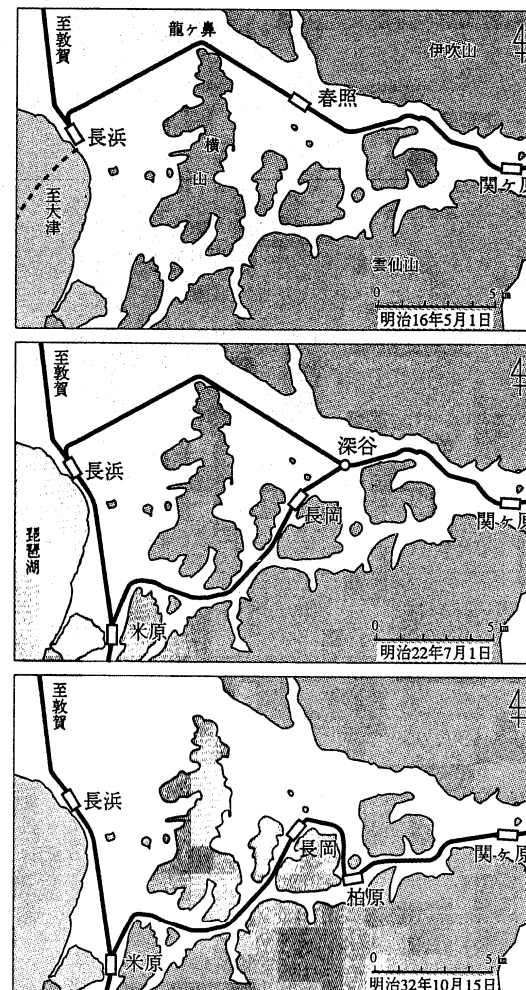 至敦賀
龍ヶ鼻
伊吹山
春照
長浜
横山
関ヶ原
至大津
雲仙山
0 5
明治16年5月1日
至敦賀
深谷
長浜
長岡
関ヶ原
琵琶湖
米原
0 5
明治22年7月1日
至敦賀
長浜
長岡
関ヶ原
柏原
米原
0 5
明治32年10月15日